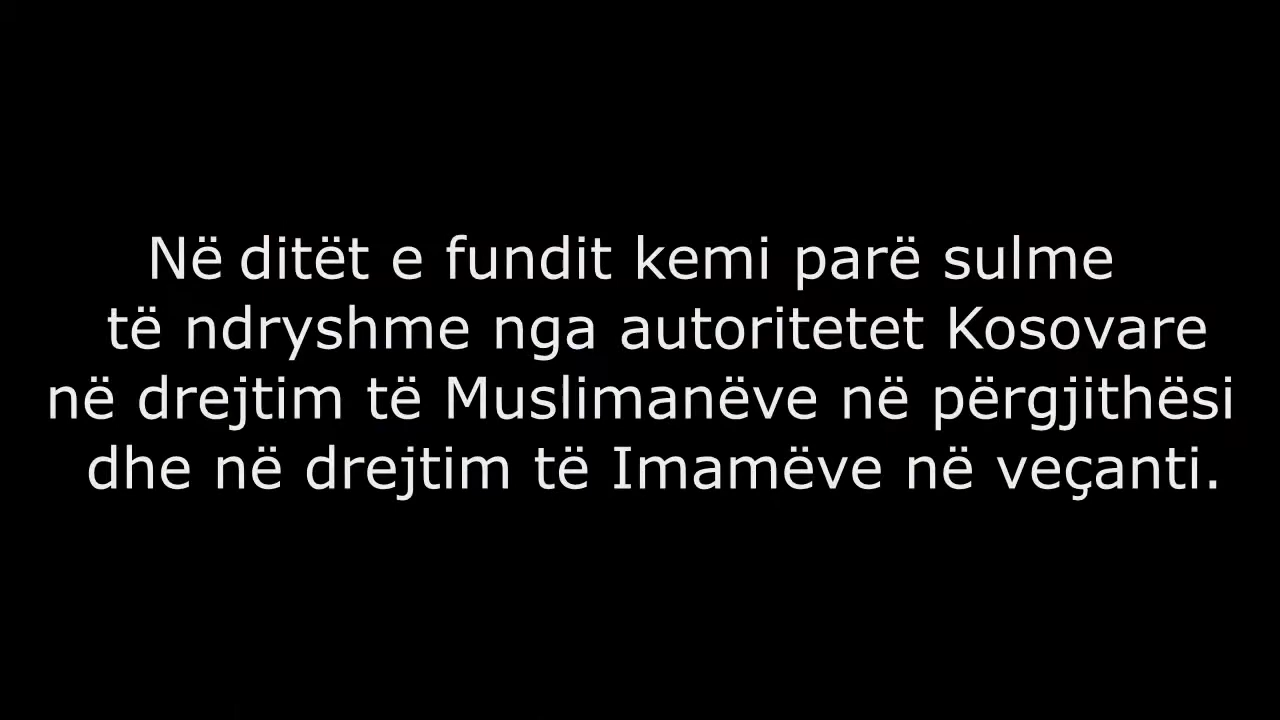 Në ditët e fundit kemi parë sulme
të ndryshme nga autoritetet Kosovare
në drejtim të Muslimanëve në përgjithësi
dhe në drejtim të Imamëve në veçanti.